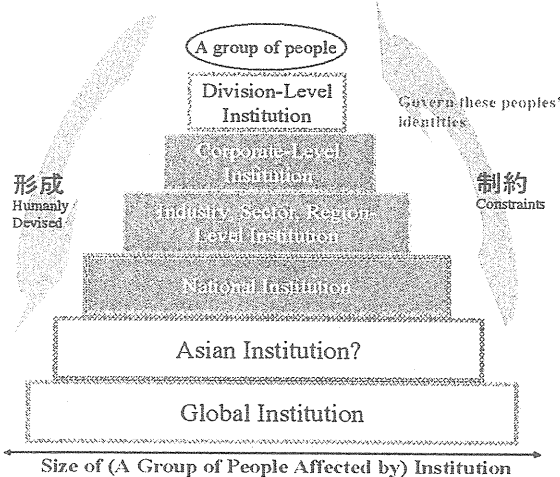 A group of people
Division-Level
Institution
Govern these peoples'
identities
Corporate-Level
Institution
形成
Humanly
Devised
制約
Constraints
Industry, Sector, Region-
Level Institution
National Institution
Asian Institution?
Global Institution
Size of (A Group of People Affected by) Institution